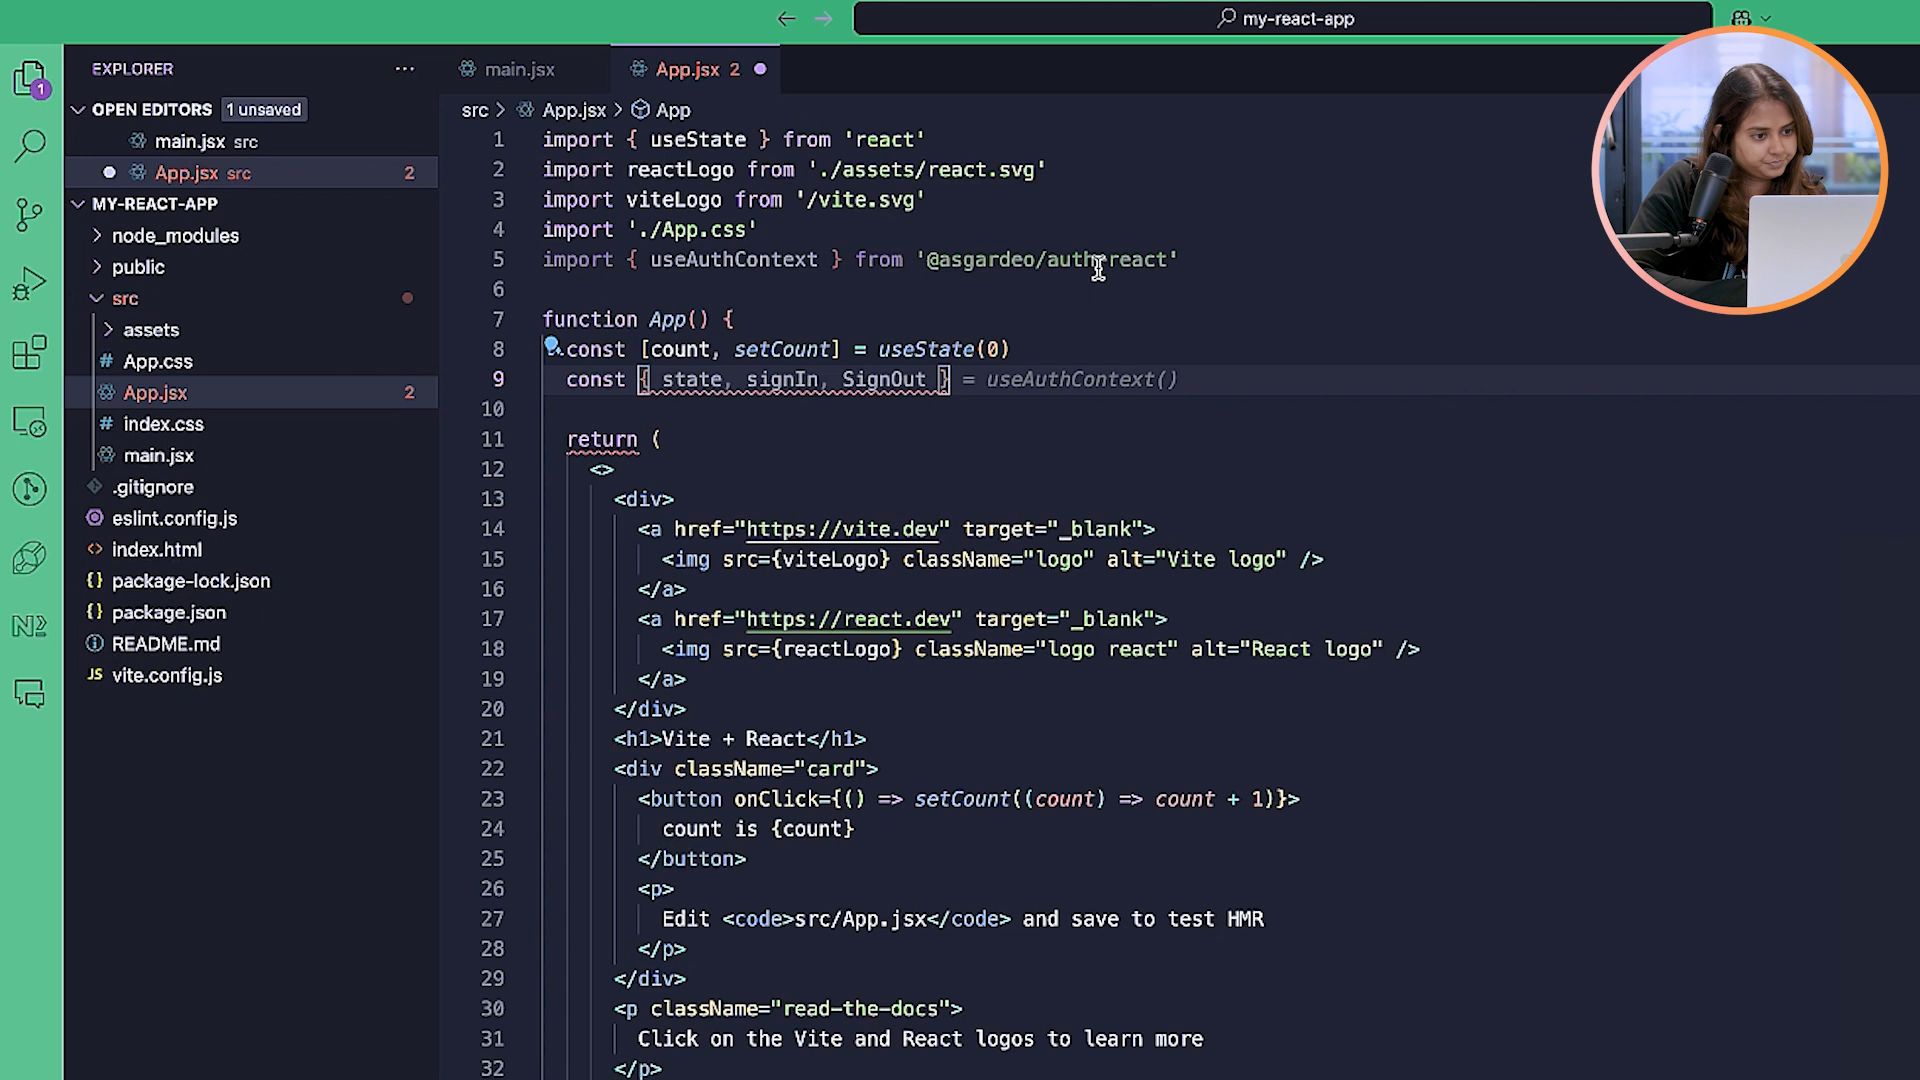 my-react-app
EXPLORER
1
OPEN EDITORS 1 unsaved
main.jsx src
App.jsx src 2
MY-REACT-APP
node_modules
public
src
assets
# App.css
App.jsx 2
# index.css
main.jsx
.gitignore
eslint.config.js
<> index.html
{} package-lock.json
{} package.json
README.md
JS vite.config.js
main.jsx
App.jsx 2
src > App.jsx > App
1 import { useState } from 'react'
2 import reactLogo from './assets/react.svg'
3 import viteLogo from '/vite.svg'
4 import './App.css'
5 import { useAuthContext } from '@asgardeo/auth-react'
6
7 function App() {
8 const [count, setCount] = useState(0)
9 const { state, signIn, SignOut } = useAuthContext()
10
11 return (
12 <>
13 <div>
14 <a href="https://vite.dev" target="_blank">
15 <img src={viteLogo} className="logo" alt="Vite logo" />
16 </a>
17 <a href="https://react.dev" target="_blank">
18 <img src={reactLogo} className="logo react" alt="React logo" />
19 </a>
20 </div>
21 <h1>Vite + React</h1>
22 <div className="card">
23 <button onClick={() => setCount((count) => count + 1)}>
24 count is {count}
25 </button>
26 <p>
27 Edit <code>src/App.jsx</code> and save to test HMR
28 </p>
29 </div>
30 <p className="read-the-docs">
31 Click on the Vite and React logos to learn more
32 </p>